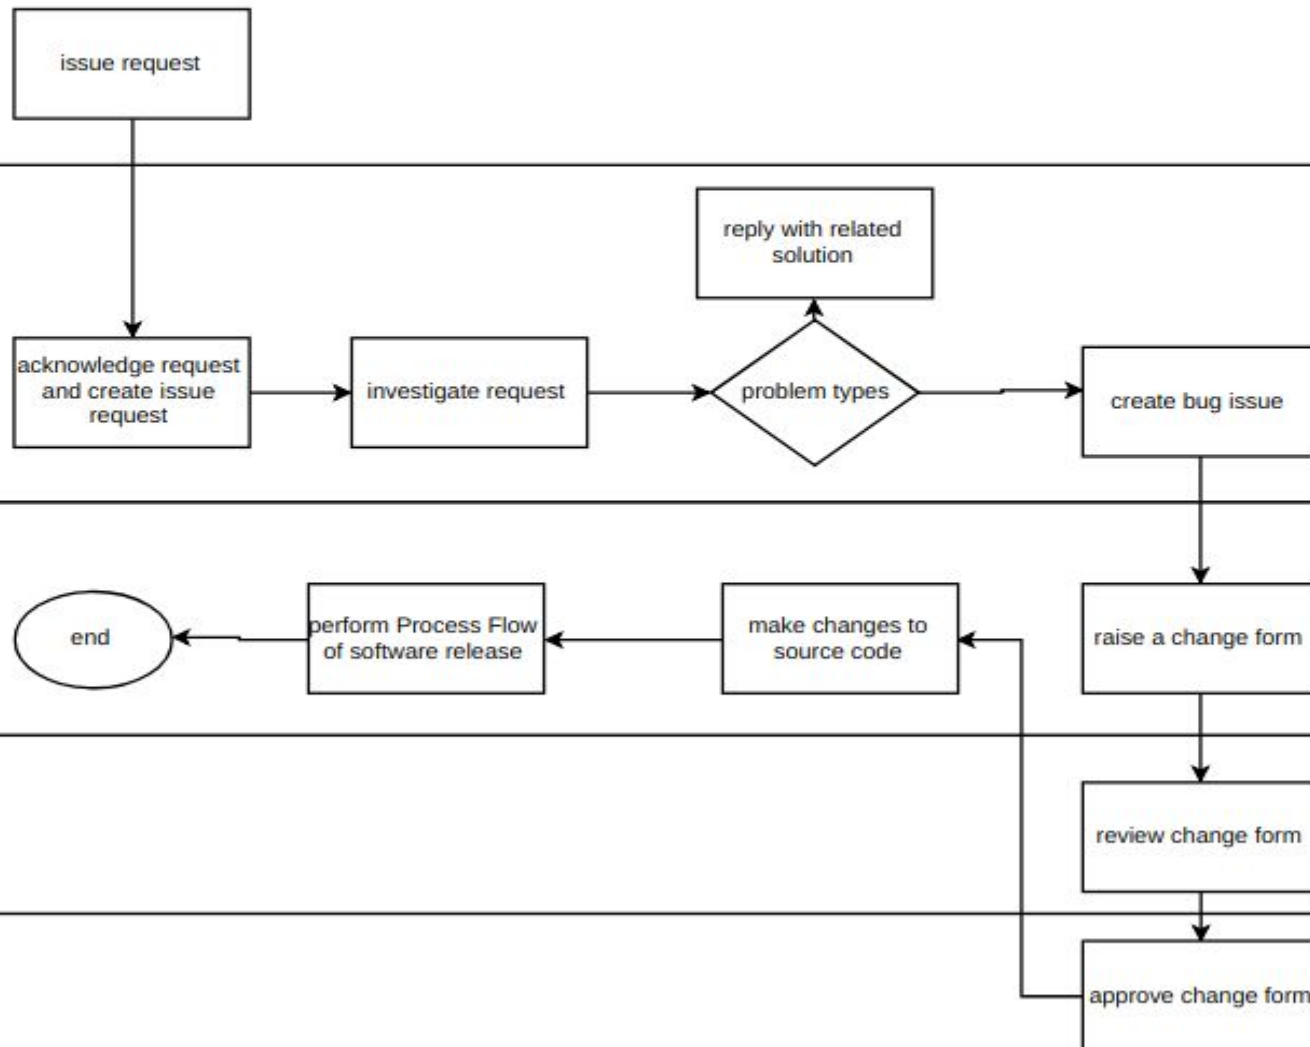 issue request
reply with related
solution
acknowledge request
and create issue
request
investigate request
problem types
create bug issue
end
perform Process Flow
of software release
make changes to
source code
raise a change form
review change form
approve change form